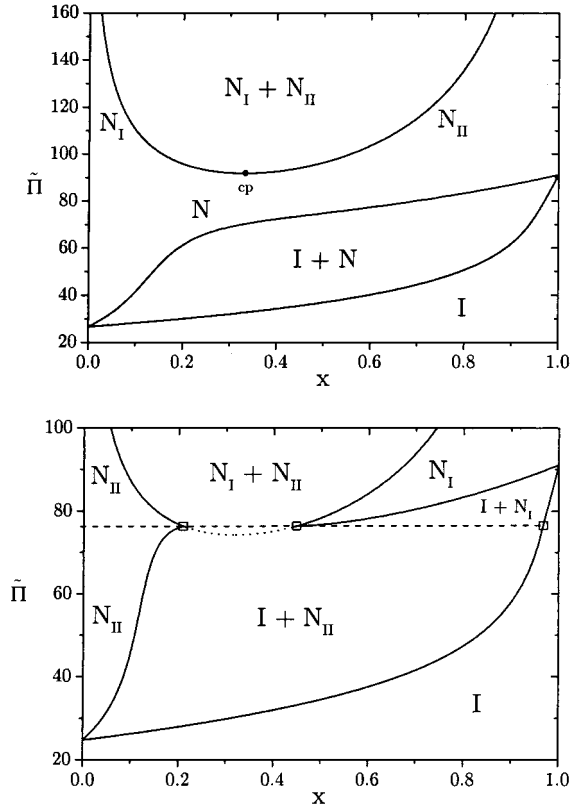 160
140
N_I + N_II
120
N_I
N_II
100
Π̃
cp
80
N
60
I + N
40
I
20
0.0 0.2 0.4 0.6 0.8 1.0
x
100
N_II
N_I + N_II
N_I
80
I + N_I
Π̃
60
N_II
I + N_II
40
I
20
0.0 0.2 0.4 0.6 0.8 1.0
x